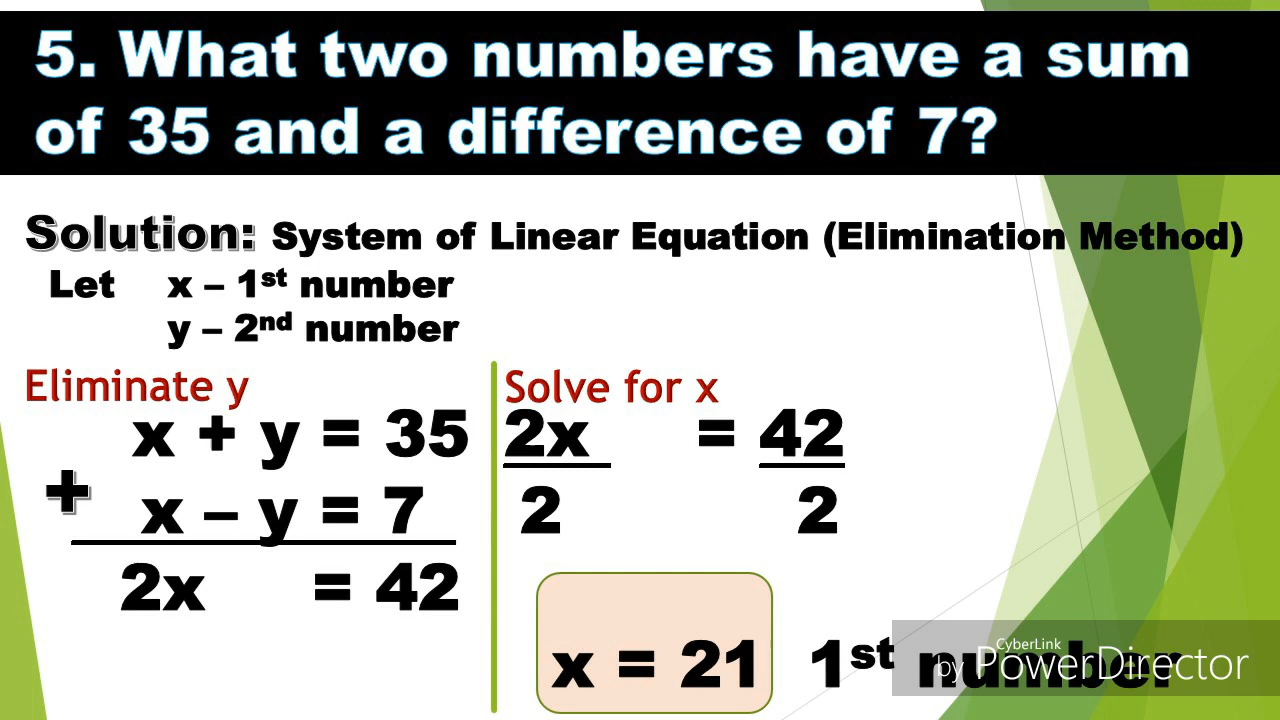 5. What two numbers have a sum
of 35 and a difference of 7?
Solution: System of Linear Equation (Elimination Method)
Let x – 1st number
y – 2nd number
Eliminate y
x + y = 35
+ x – y = 7
2x = 42
Solve for x
2x = 42
2 2
x = 21 1st number
CyberLink
by PowerDirector